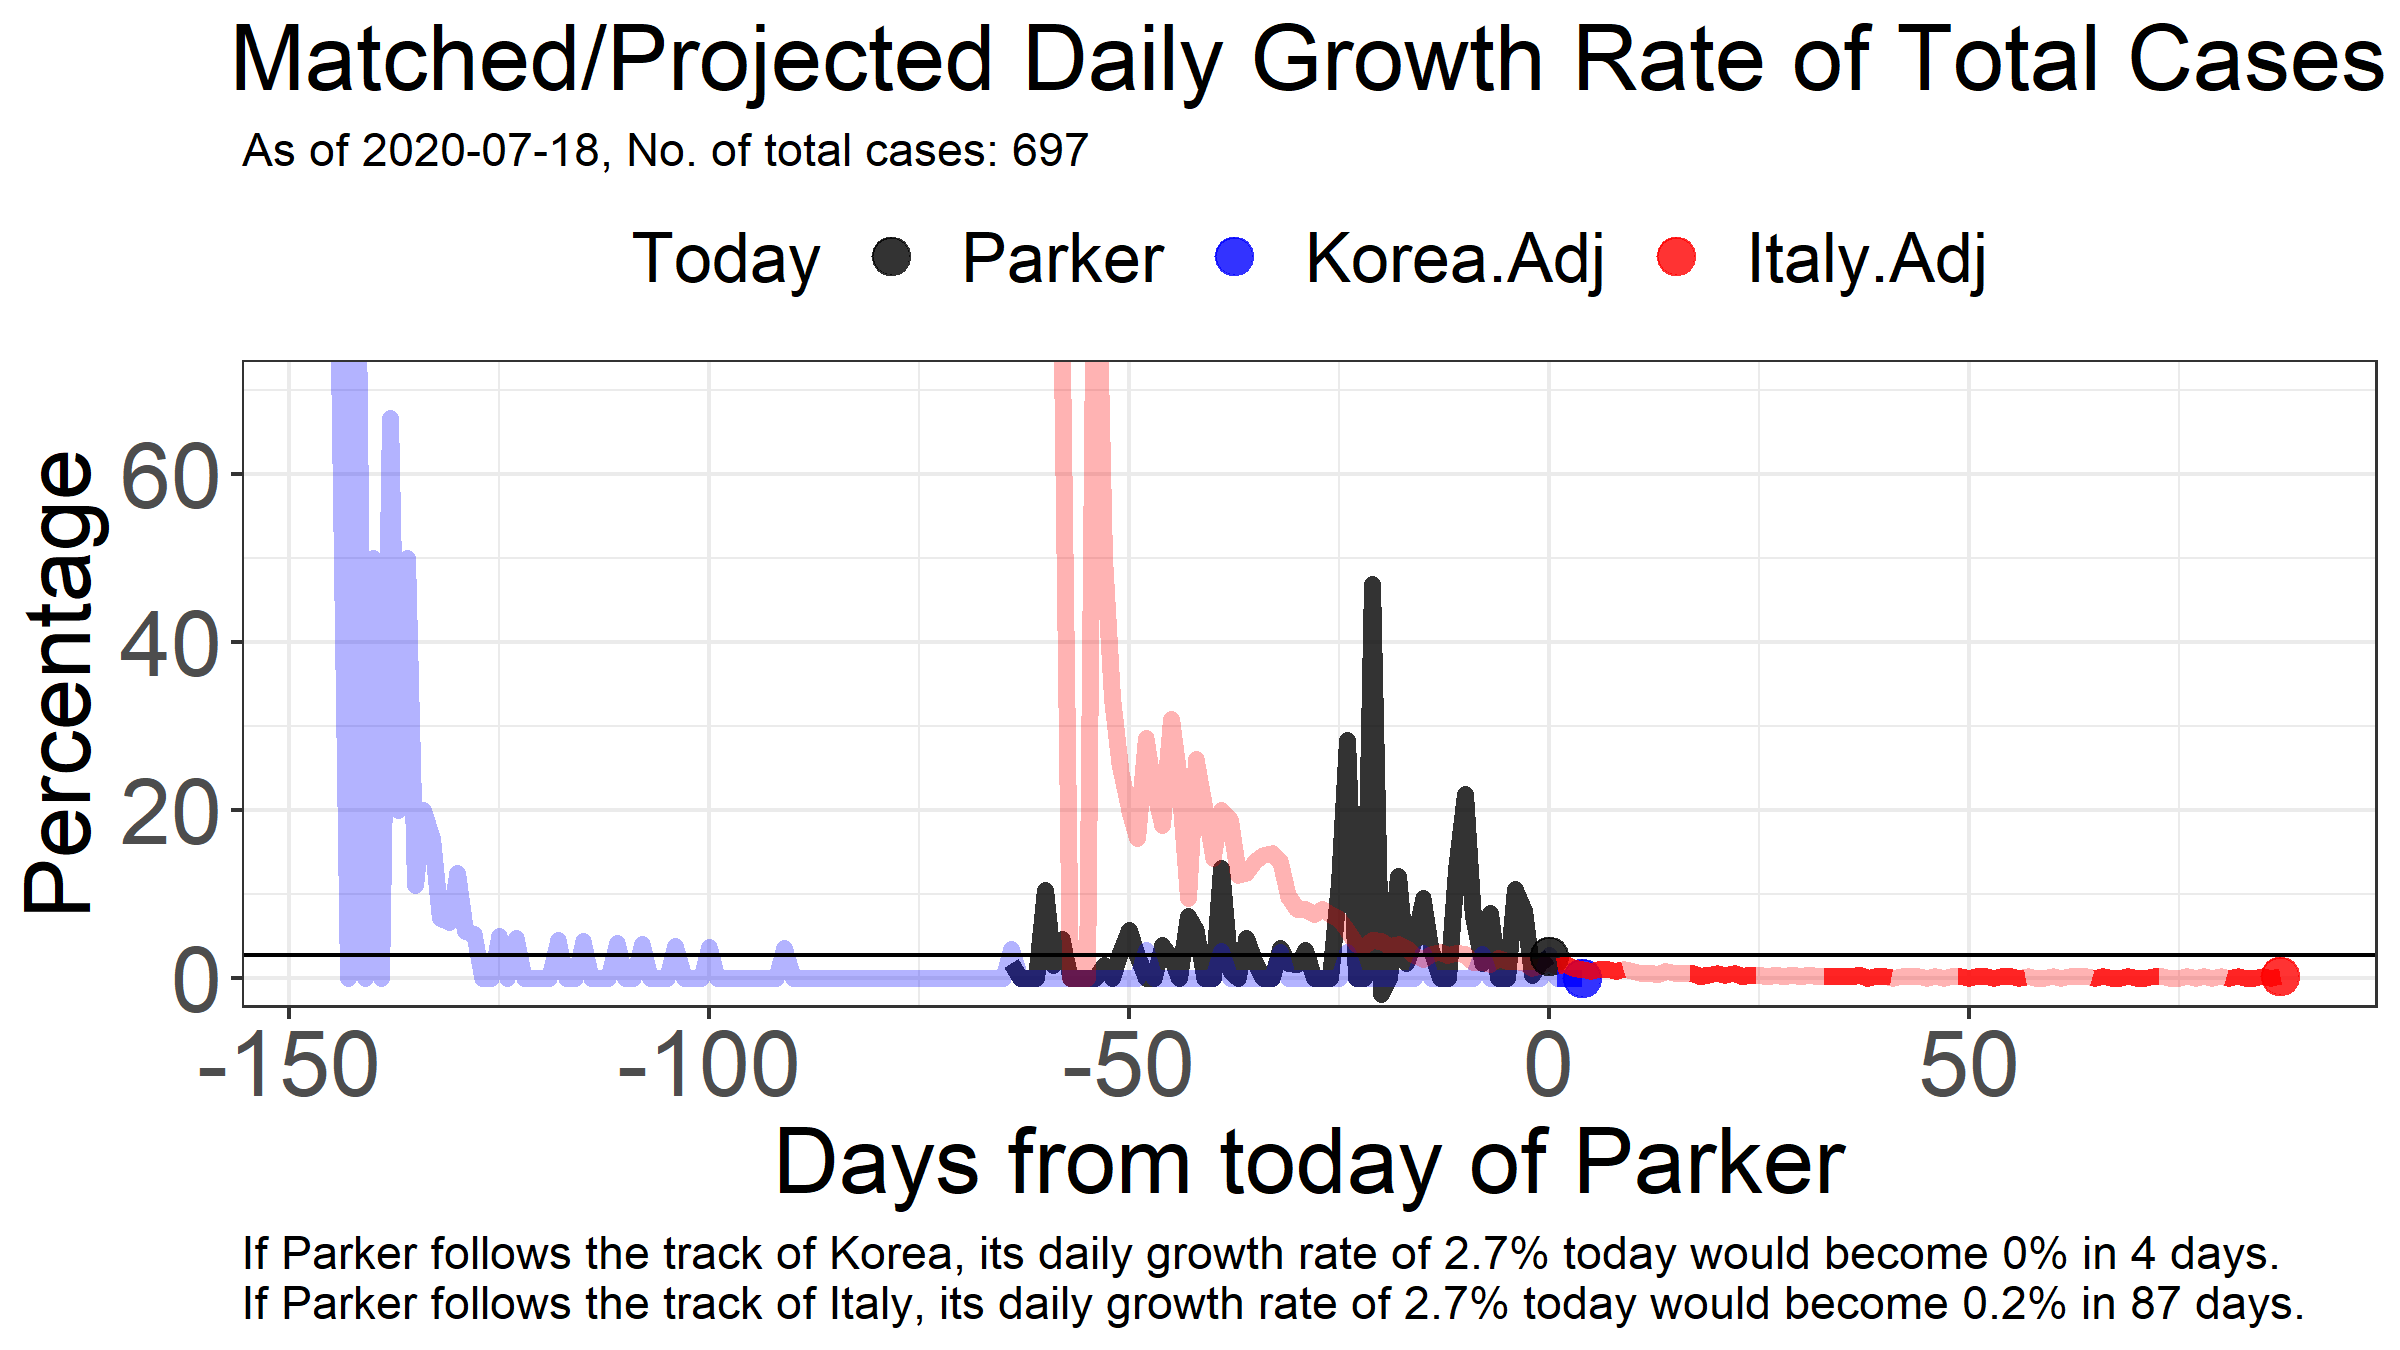 Matched/Projected Daily Growth Rate of Total Cases
As of 2020-07-18, No. of total cases: 697
Today Parker Korea.Adj Italy.Adj
Percentage
60
40
20
0
-150 -100 -50 0 50
Days from today of Parker
If Parker follows the track of Korea, its daily growth rate of 2.7% today would become 0% in 4 days.
If Parker follows the track of Italy, its daily growth rate of 2.7% today would become 0.2% in 87 days.